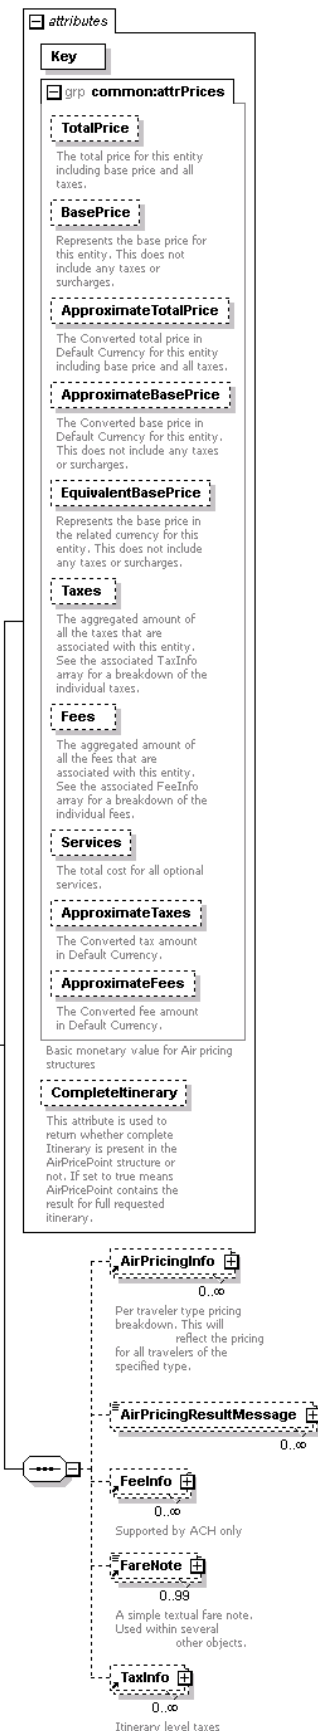 attributes
Key
grp common:attrPrices
TotalPrice
The total price for this entity
including base price and all
taxes.
BasePrice
Represents the base price for
this entity. This does not
include any taxes or
surcharges.
ApproximateTotalPrice
The Converted total price in
Default Currency for this entity
including base price and all taxes.
ApproximateBasePrice
The Converted base price in
Default Currency for this entity.
This does not include any taxes
or surcharges.
EquivalentBasePrice
Represents the base price in
the related currency for this
entity. This does not include
any taxes or surcharges.
Taxes
The aggregated amount of
all the taxes that are
associated with this entity.
See the associated TaxInfo
array for a breakdown of the
individual taxes.
Fees
The aggregated amount of
all the fees that are
associated with this entity.
See the associated FeeInfo
array for a breakdown of the
individual fees.
Services
The total cost for all optional
services.
ApproximateTaxes
The Converted tax amount
in Default Currency.
ApproximateFees
The Converted fee amount
in Default Currency.
Basic monetary value for Air pricing
structures
CompleteItinerary
This attribute is used to
return whether complete
Itinerary is present in the
AirPricePoint structure or
not. If set to true means
AirPricePoint contains the
result for full requested
itinerary.
AirPricingInfo
0..∞
Per traveler type pricing
breakdown. This will
reflect the pricing
for all travelers of the
specified type.
AirPricingResultMessage
0..∞
FeeInfo
0..∞
Supported by ACH only
FareNote
0..99
A simple textual fare note.
Used within several
other objects.
TaxInfo
0..∞
Itinerary level taxes